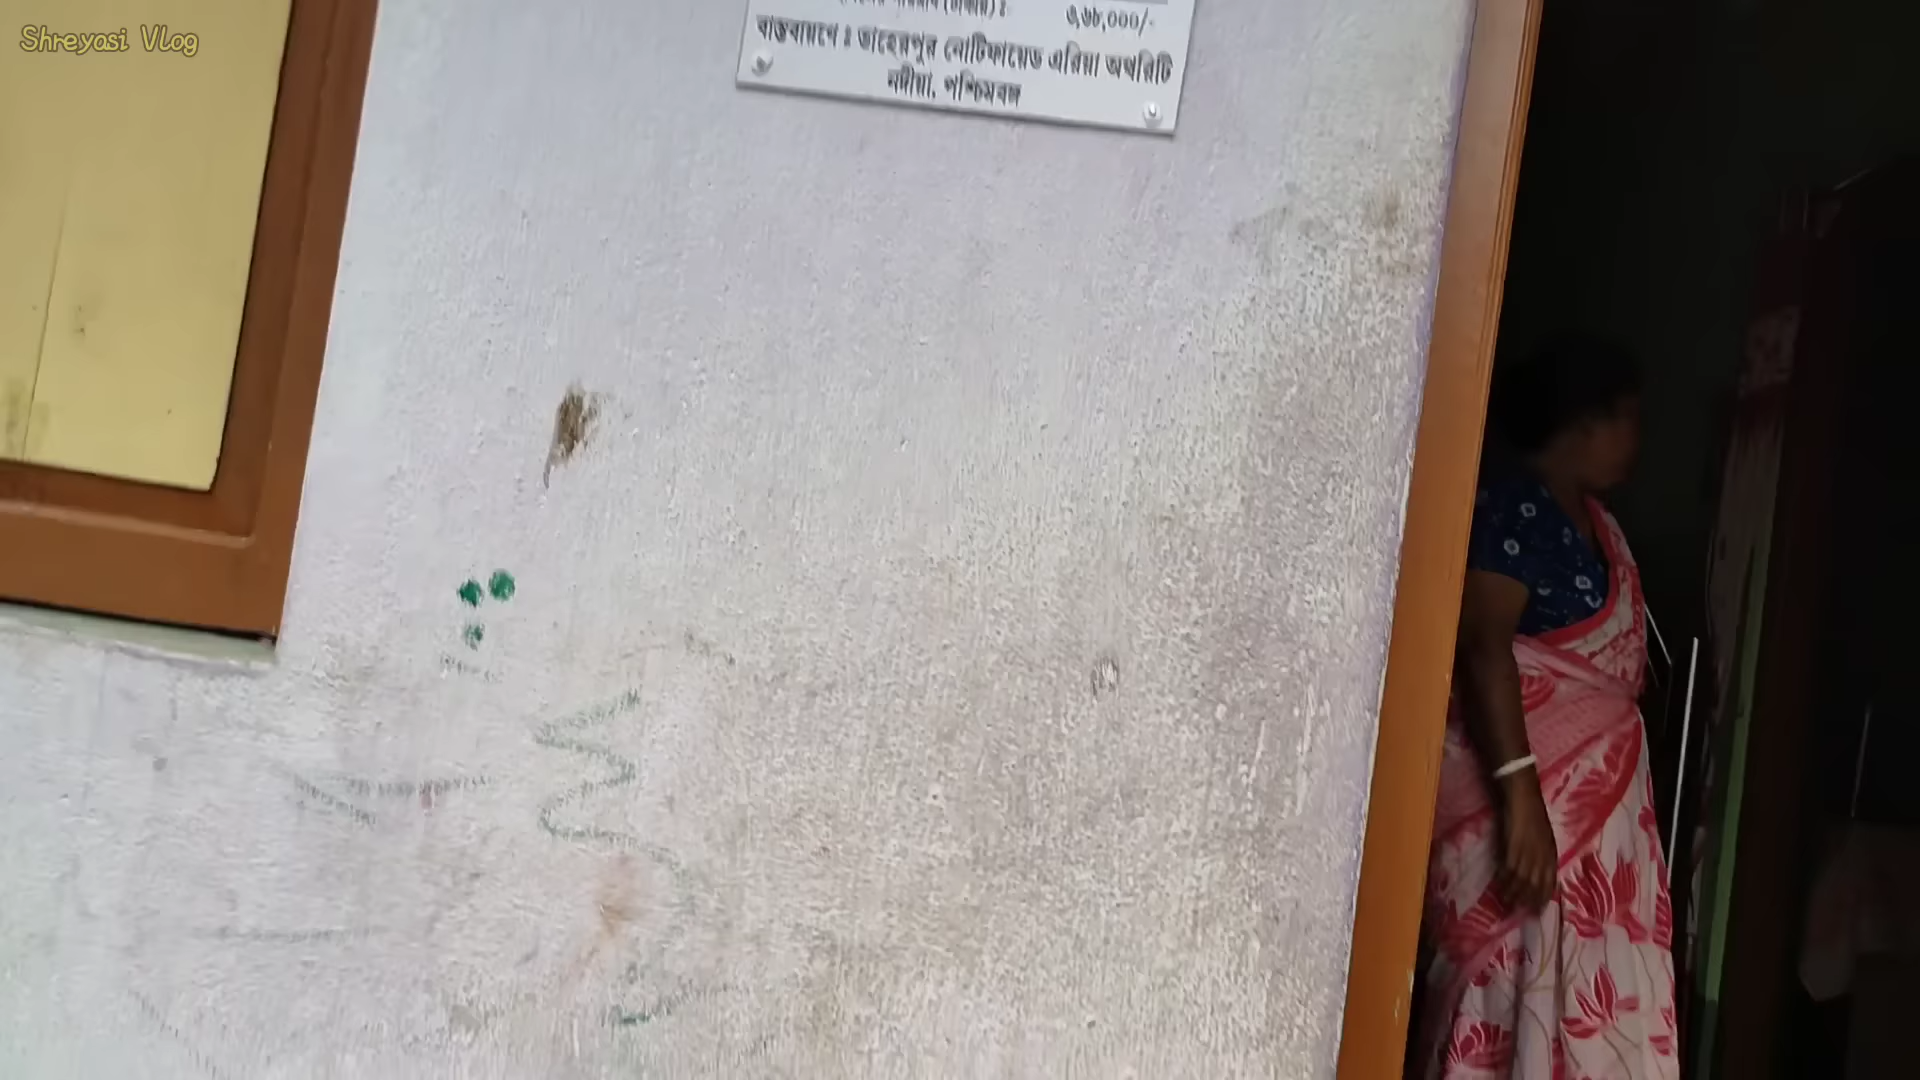 Shreyasi Vlog
৩,৬৮,০০০/-
বাস্তবায়নে ঃ তাহেরপুর নোটিফায়েড এরিয়া অথরিটি
নদীয়া, পশ্চিমবঙ্গ